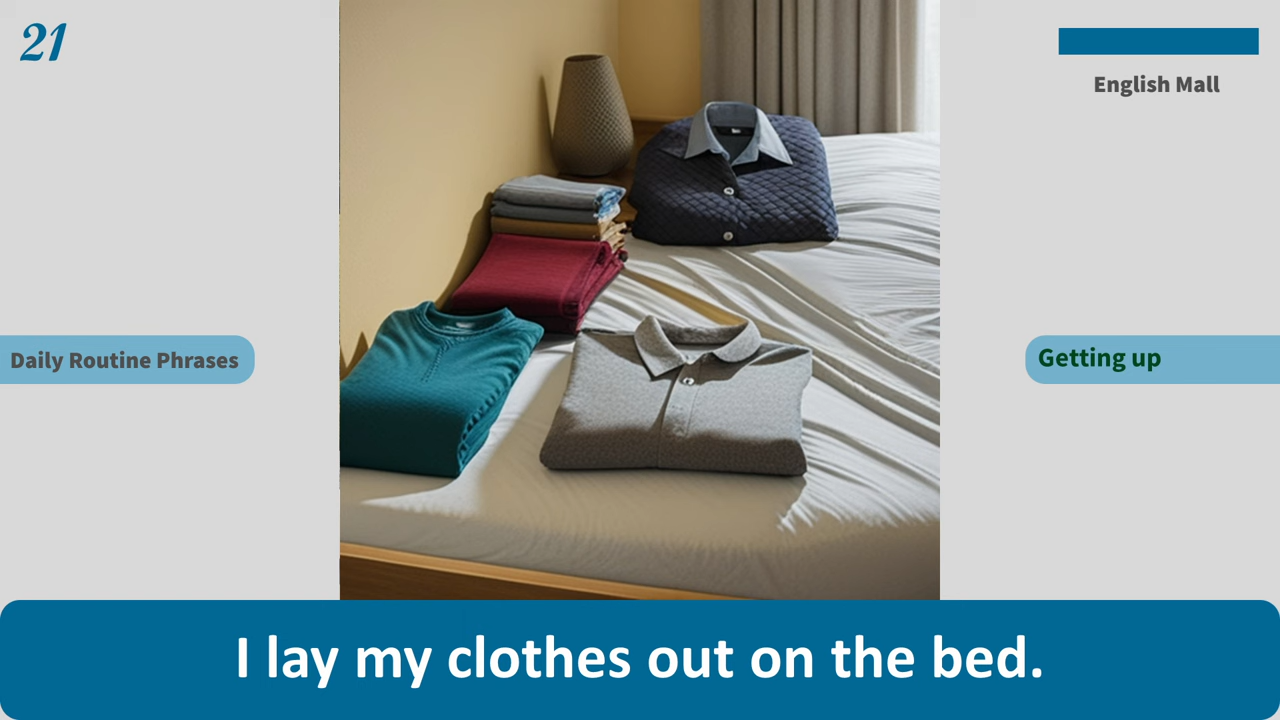 21
English Mall
Daily Routine Phrases
Getting up
I lay my clothes out on the bed.